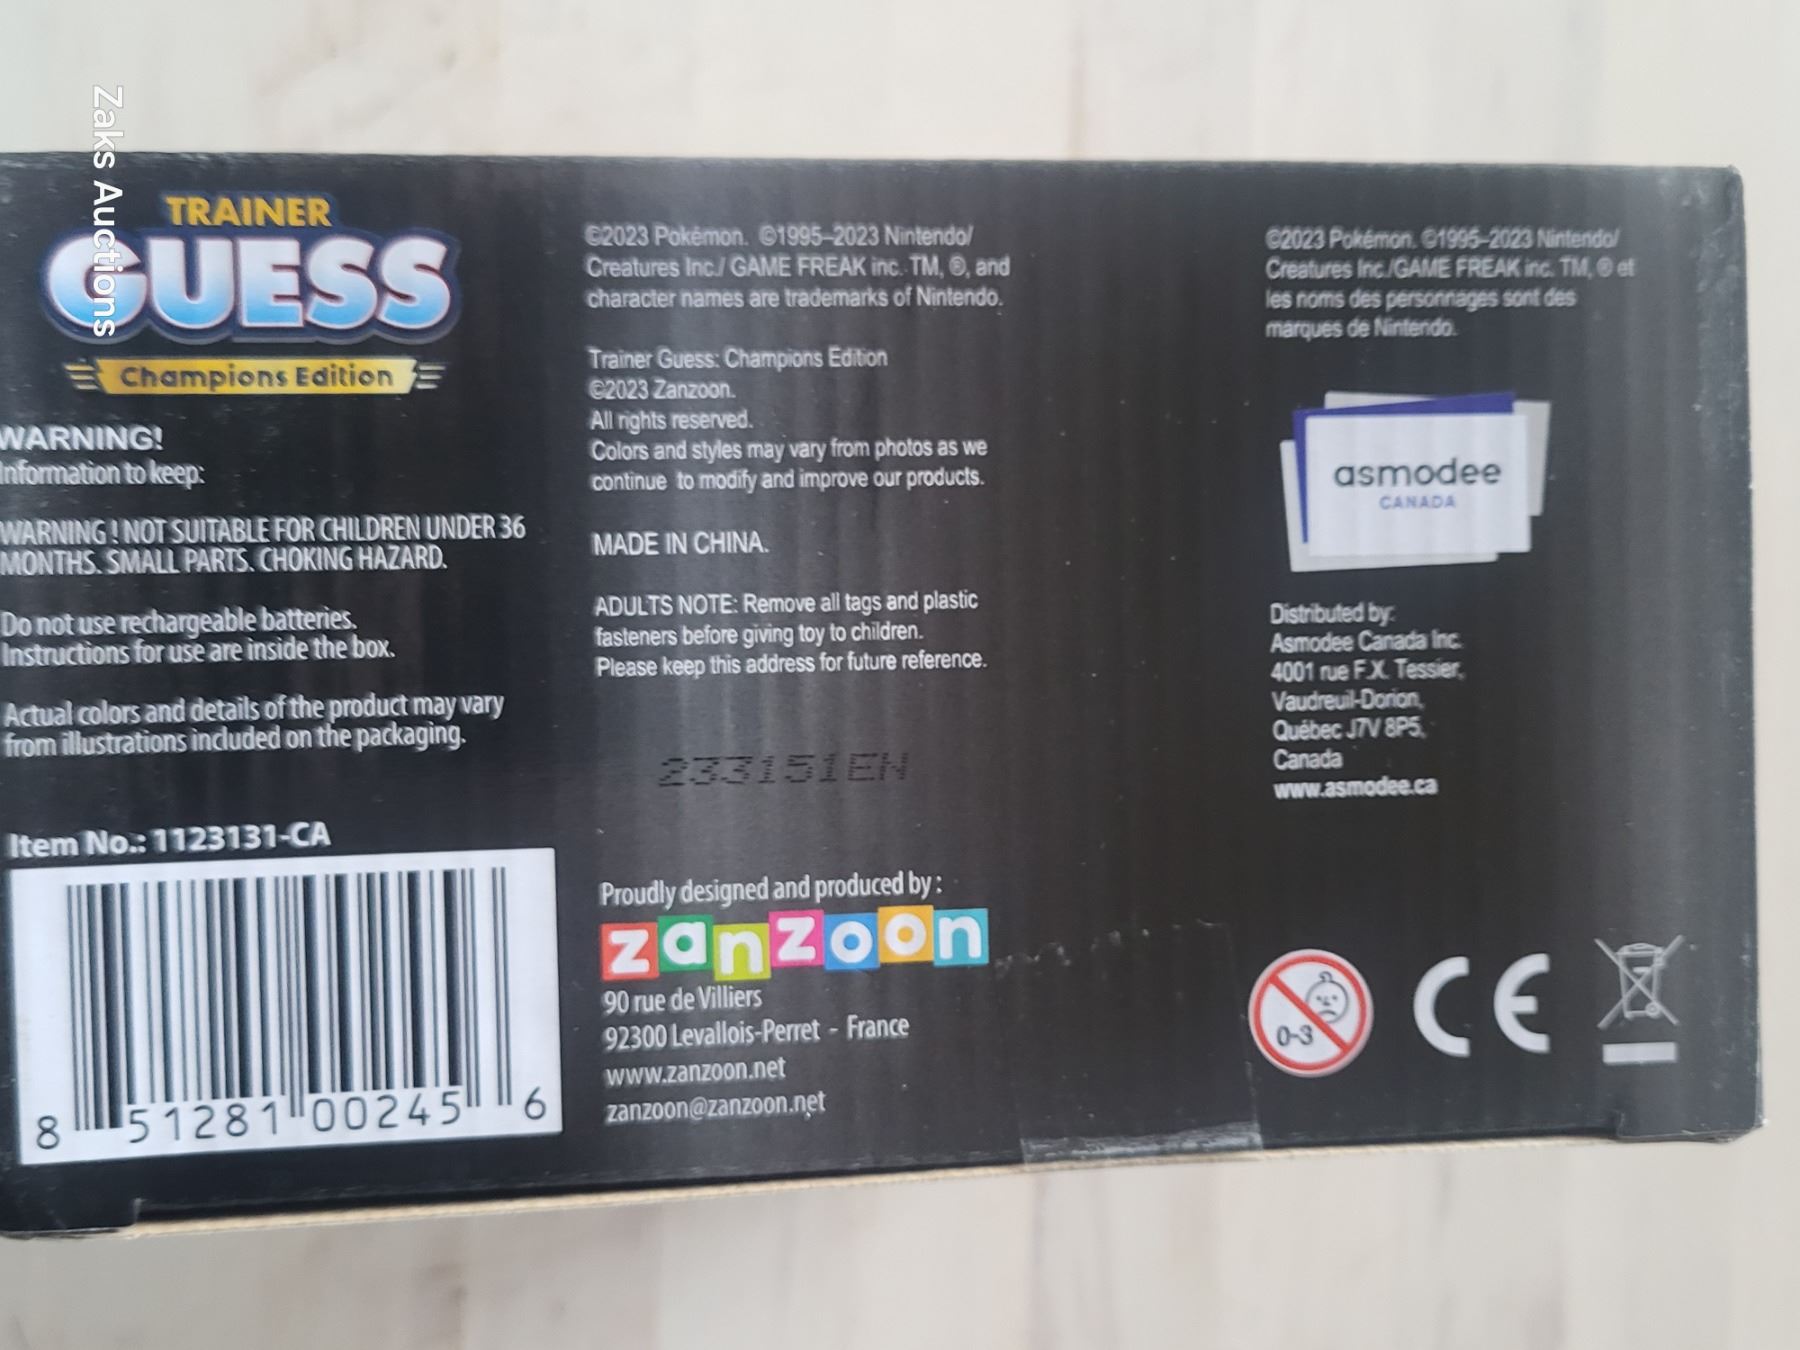 Zaks Auctions
TRAINER
GUESS
Champions Edition
WARNING!
Information to keep:
WARNING ! NOT SUITABLE FOR CHILDREN UNDER 36
MONTHS. SMALL PARTS. CHOKING HAZARD.
Do not use rechargeable batteries.
Instructions for use are inside the box.
Actual colors and details of the product may vary
from illustrations included on the packaging.
Item No.: 1123131-CA
8 51281 00245 6
©2023 Pokémon. ©1995–2023 Nintendo/
Creatures Inc./ GAME FREAK inc. TM, ®, and
character names are trademarks of Nintendo.
Trainer Guess: Champions Edition
©2023 Zanzoon.
All rights reserved.
Colors and styles may vary from photos as we
continue to modify and improve our products.
MADE IN CHINA.
ADULTS NOTE: Remove all tags and plastic
fasteners before giving toy to children.
Please keep this address for future reference.
233151EN
Proudly designed and produced by :
zanzoon
90 rue de Villiers
92300 Levallois-Perret - France
www.zanzoon.net
zanzoon@zanzoon.net
©2023 Pokémon. ©1995–2023 Nintendo/
Creatures Inc./GAME FREAK inc. TM, ® et
les noms des personnages sont des
marques de Nintendo.
asmodee
CANADA
Distributed by:
Asmodee Canada Inc.
4001 rue F.X. Tessier,
Vaudreuil-Dorion,
Québec J7V 8P5,
Canada
www.asmodee.ca
0-3
CE